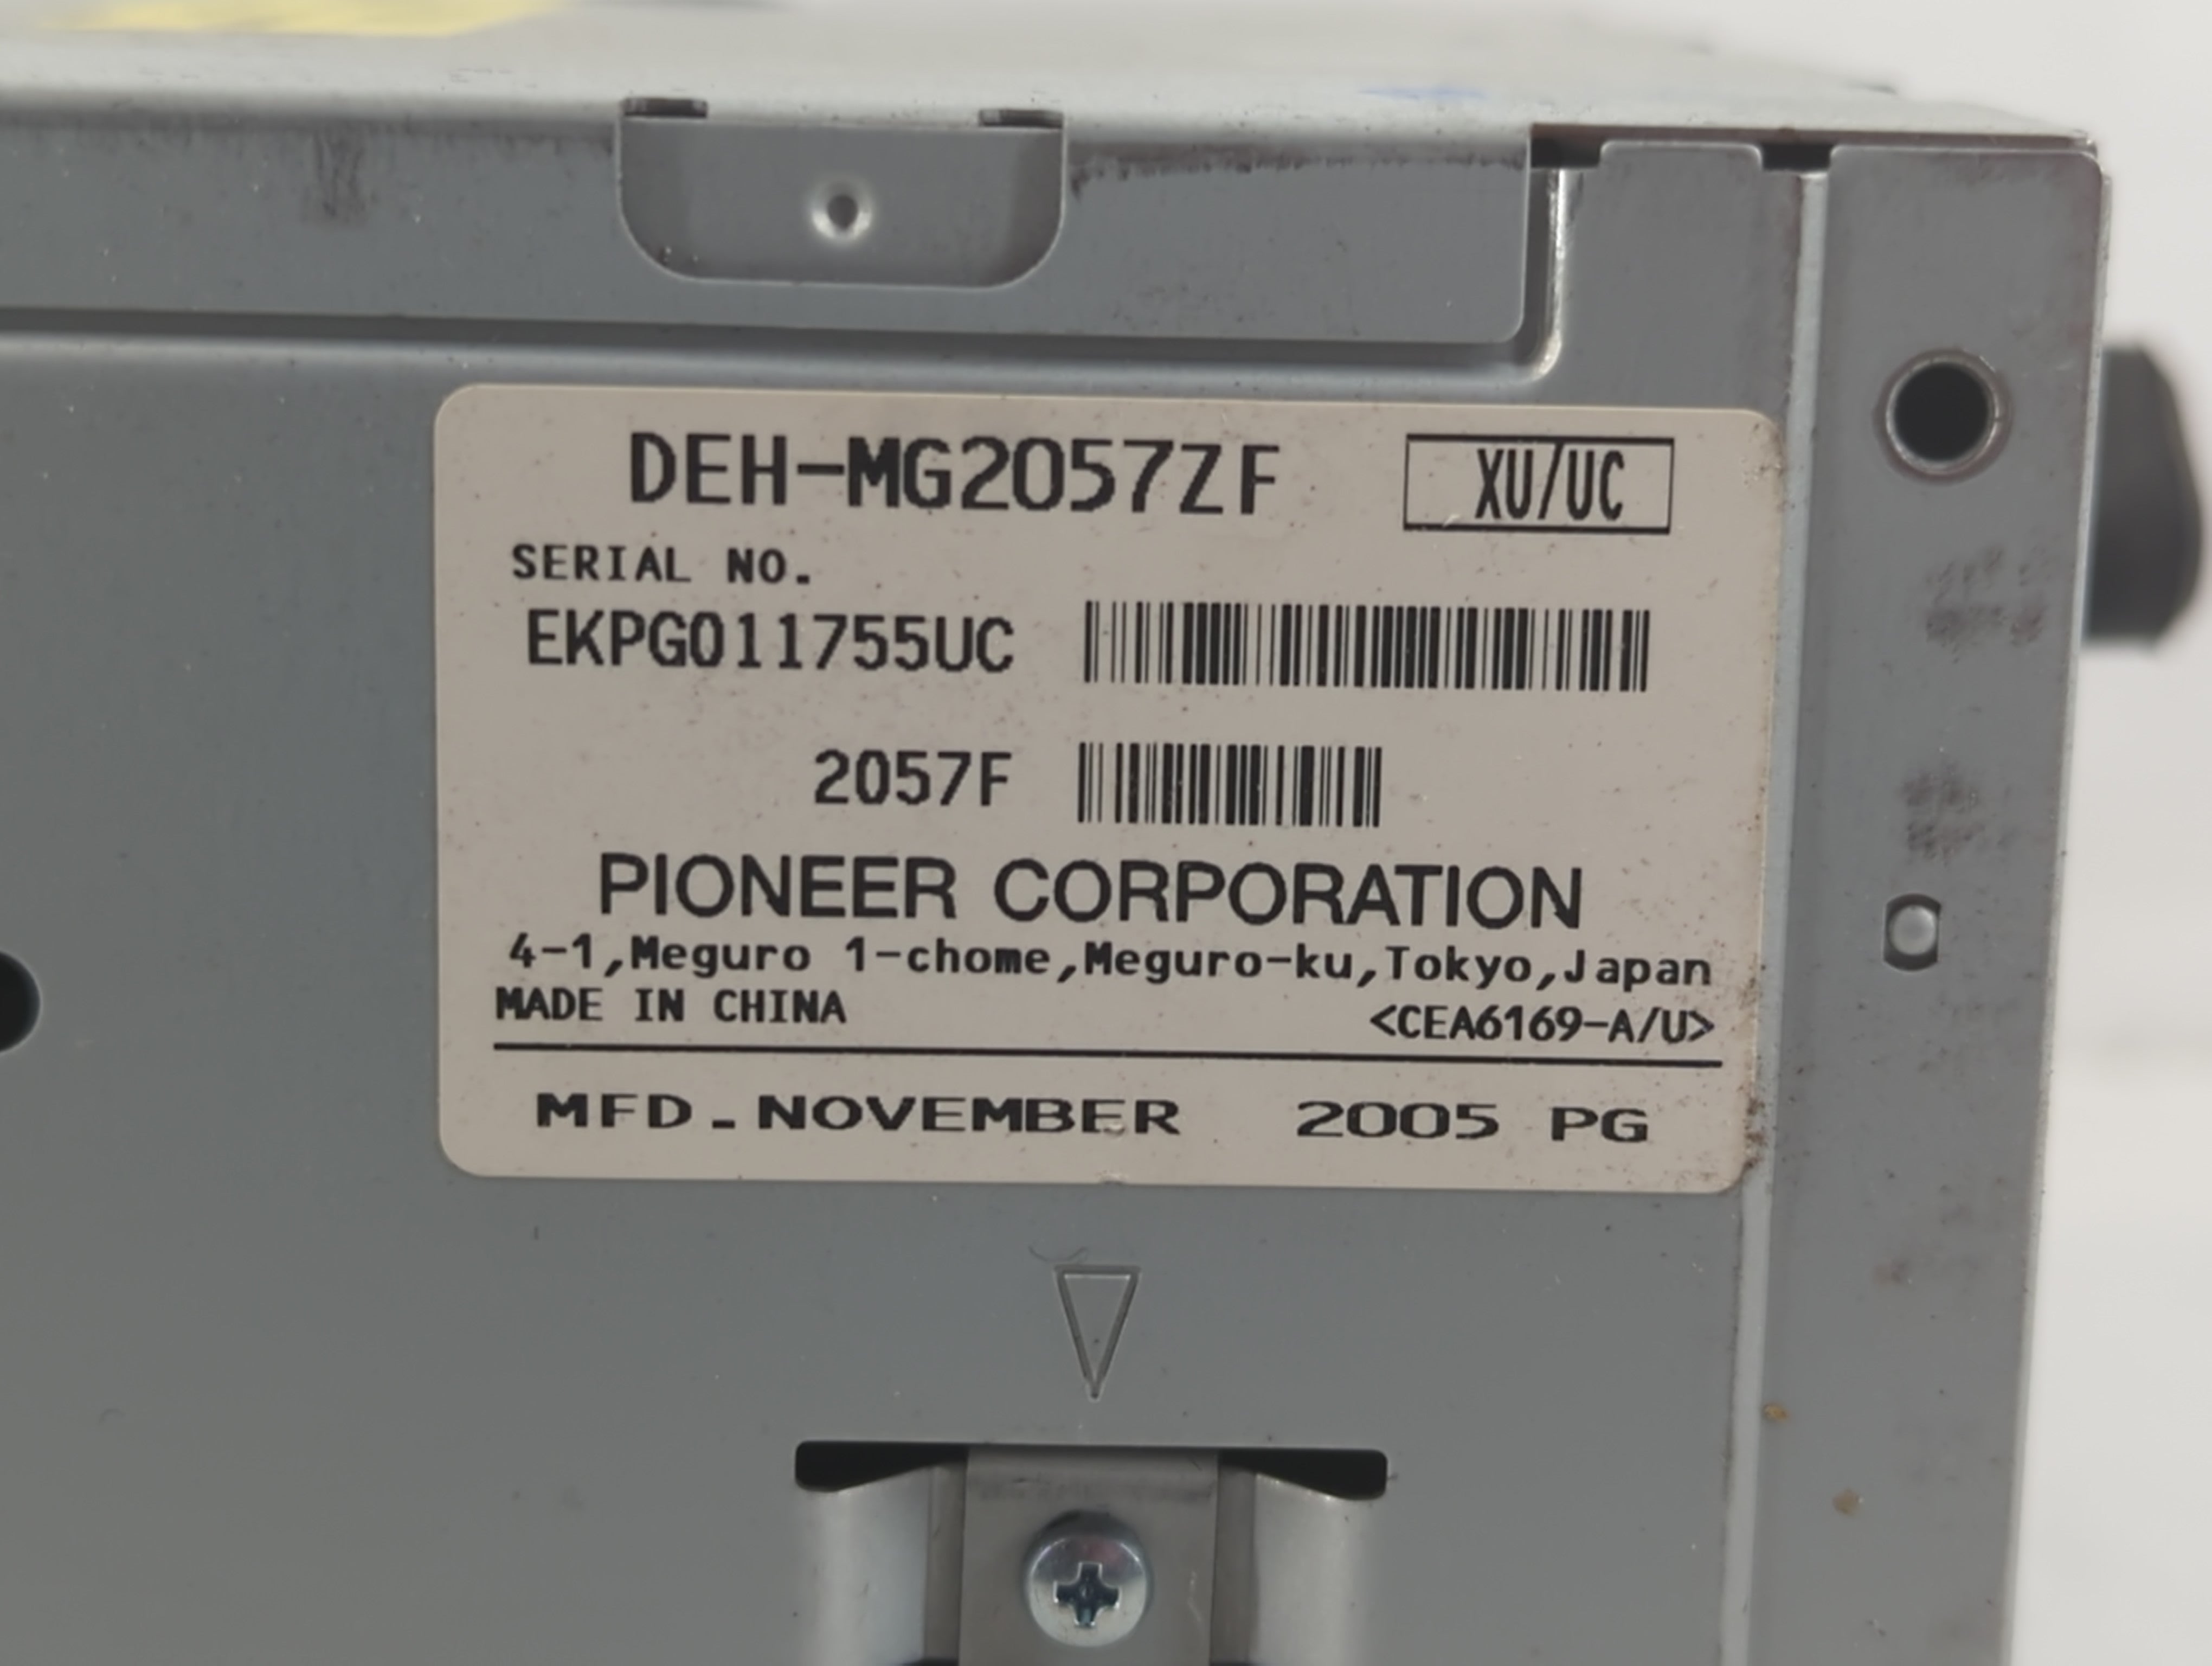 DEH-MG2057ZF XU/UC
SERIAL NO.
EKPG011755UC
2057F
PIONEER CORPORATION
4-1,Meguro 1-chome,Meguro-ku,Tokyo,Japan
MADE IN CHINA <CEA6169-A/U>
MFD.NOVEMBER 2005 PG